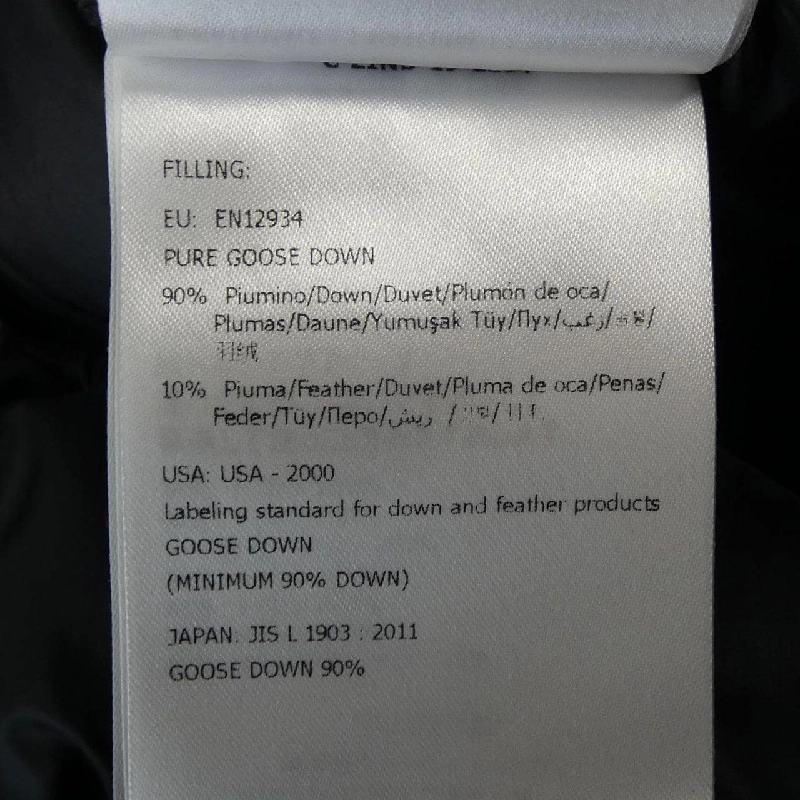 FILLING:
EU: EN12934
PURE GOOSE DOWN
90% Piumino/Down/Duvet/Plumón de oca/
Plumas/Daune/Yumuşak Tüy/Пух/زغب/
羽绒
10% Piuma/Feather/Duvet/Pluma de oca/Penas/
Feder/Tüy/Перо/ريش/
USA: USA - 2000
Labeling standard for down and feather products
GOOSE DOWN
(MINIMUM 90% DOWN)
JAPAN: JIS L 1903 : 2011
GOOSE DOWN 90%